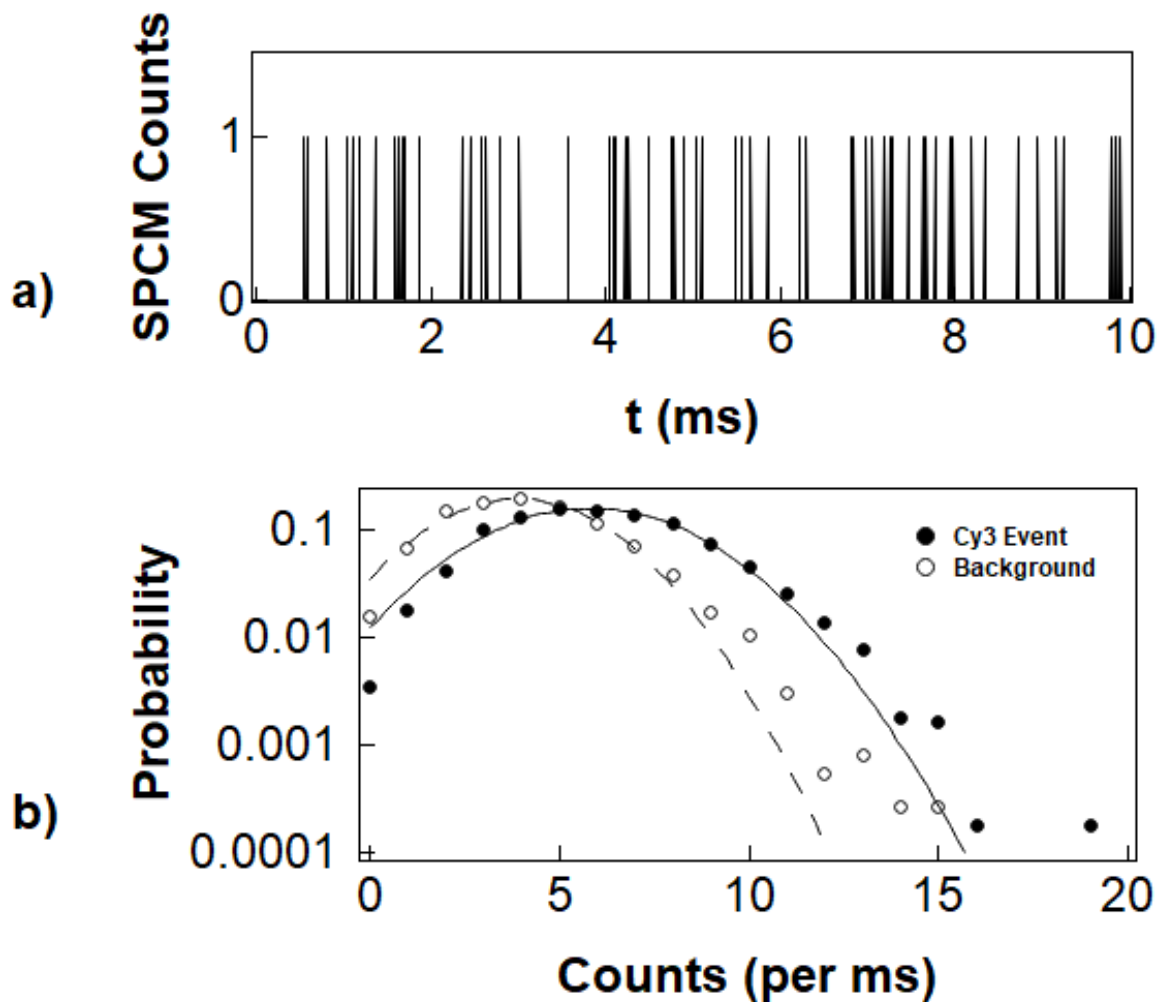 SPCM Counts
1
0
a)
0 2 4 6 8 10
t (ms)
Probability
0.1
0.01
0.001
0.0001
Cy3 Event
Background
b)
0 5 10 15 20
Counts (per ms)